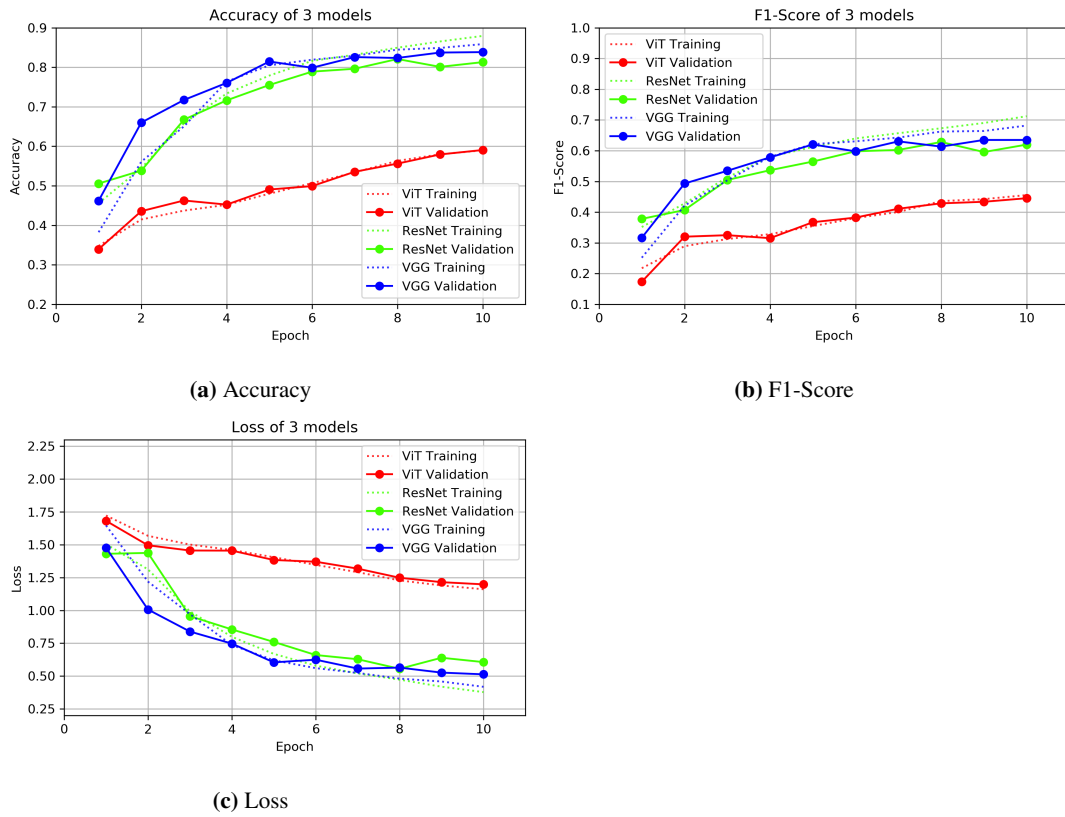 Accuracy of 3 models
0.9
0.8
0.7
0.6
0.5
0.4
0.3
0.2
Accuracy
ViT Training
ViT Validation
ResNet Training
ResNet Validation
VGG Training
VGG Validation
0 2 4 6 8 10
Epoch
(a) Accuracy
F1-Score of 3 models
1.0
0.9
0.8
0.7
0.6
0.5
0.4
0.3
0.2
0.1
F1-Score
ViT Training
ViT Validation
ResNet Training
ResNet Validation
VGG Training
VGG Validation
0 2 4 6 8 10
Epoch
(b) F1-Score
Loss of 3 models
2.25
2.00
1.75
1.50
1.25
1.00
0.75
0.50
0.25
Loss
ViT Training
ViT Validation
ResNet Training
ResNet Validation
VGG Training
VGG Validation
0 2 4 6 8 10
Epoch
(c) Loss